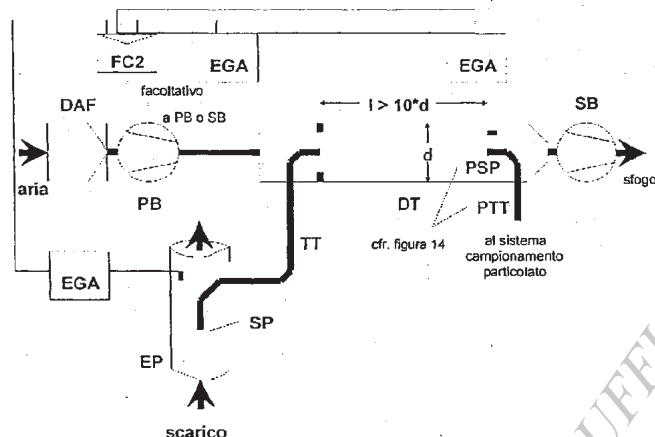 FC2
EGA
EGA
facoltativo
a PB o SB
DAF
l > 10*d
SB
d
aria
PB
PSP
sfogo
DT
PTT
TT
cfr. figura 14
al sistema
campionamento
particolato
EGA
SP
EP
scarico
UFFI